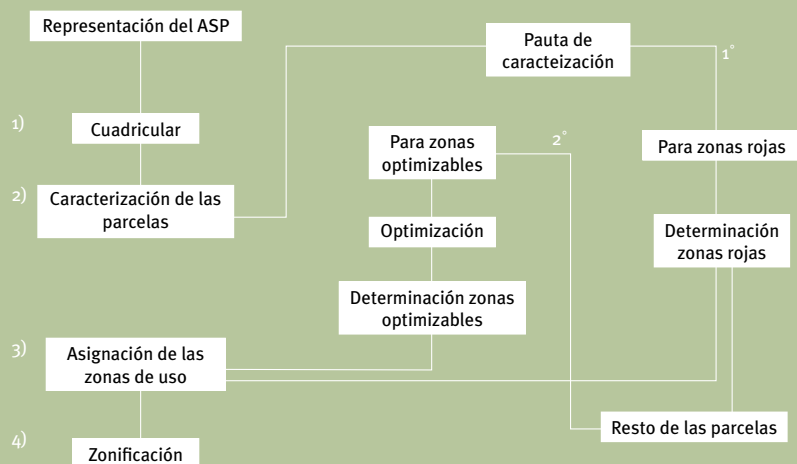 Representación del ASP
Pauta de
caracteización
1°
1)
Cuadricular
Para zonas
optimizables
2°
Para zonas rojas
2)
Caracterización de las
parcelas
Optimización
Determinación
zonas rojas
Determinación zonas
optimizables
3)
Asignación de las
zonas de uso
Resto de las parcelas
4)
Zonificación